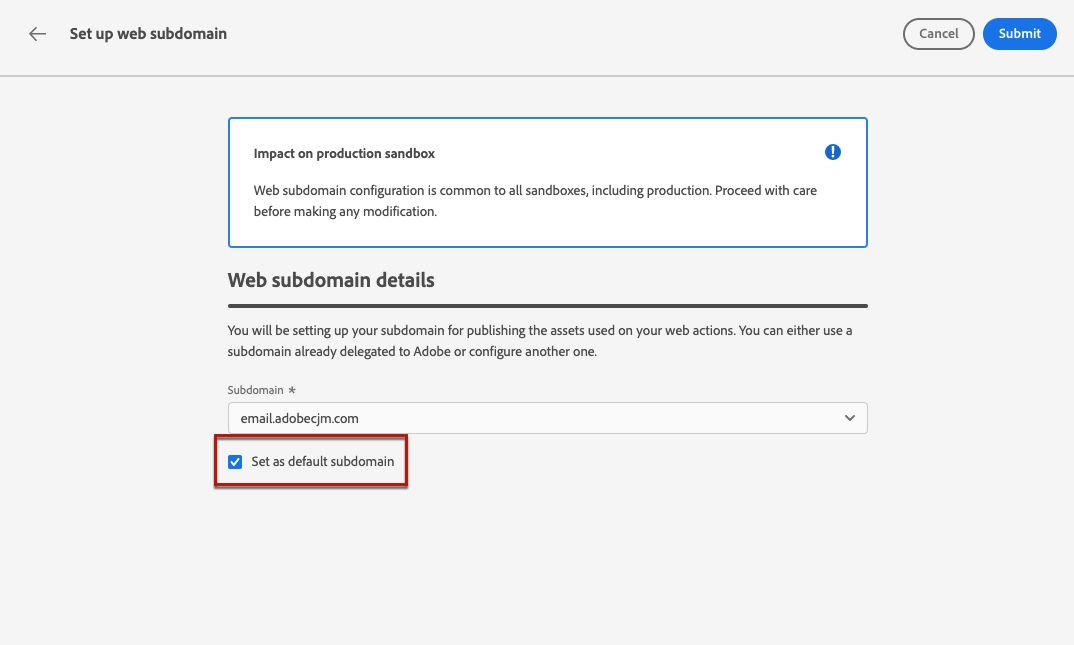 Set up web subdomain
Cancel
Submit
Impact on production sandbox
Web subdomain configuration is common to all sandboxes, including production. Proceed with care
before making any modification.
Web subdomain details
You will be setting up your subdomain for publishing the assets used on your web actions. You can either use a
subdomain already delegated to Adobe or configure another one.
Subdomain *
email.adobecjm.com
Set as default subdomain